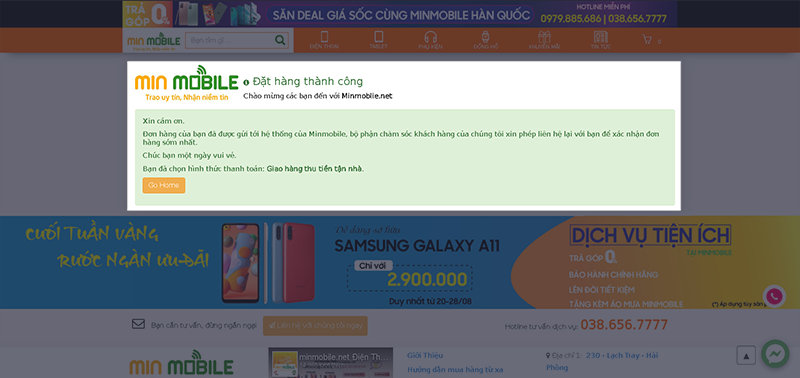 TRẢ GÓP 0%
SĂN DEAL GIÁ SỐC CÙNG MINMOBILE HÀN QUỐC
HOTLINE MIỄN PHÍ
0979.885.686 | 038.656.7777
MIN MOBILE
Bạn tìm gì...
ĐIỆN THOẠI
TABLET
PHỤ KIỆN
ĐỒNG HỒ
KHUYẾN MÃI
TIN TỨC
0
MIN MOBILE
Trao uy tín, Nhận niềm tin
Đặt hàng thành công
Chào mừng các bạn đến với Minmobile.net
Xin cám ơn.
Đơn hàng của bạn đã được gửi tới hệ thống của Minmobile, bộ phận chăm sóc khách hàng của chúng tôi xin phép liên hệ lại với bạn để xác nhận đơn
hàng sớm nhất.
Chúc bạn một ngày vui vẻ.
Bạn đã chọn hình thức thanh toán: Giao hàng thu tiền tận nhà.
Go Home
CUỐI TUẦN VÀNG
RƯỚC NGÀN ƯU ĐÃI
Dễ dàng sở hữu
SAMSUNG GALAXY A11
Chỉ với
2.900.000
Duy nhất từ 20-28/08
DỊCH VỤ TIỆN ÍCH
TẠI MINMOBILE
TRẢ GÓP 0%
BẢO HÀNH CHÍNH HÃNG
LÊN ĐỜI TIẾT KIỆM
TẶNG KÈM ÁO MƯA MINMOBILE
Bạn cần tư vấn, đừng ngần ngại
Liên hệ với chúng tôi ngay
Hotline tư vấn dịch vụ: 038.656.7777
MIN MOBILE
minmobile.net Điện Th...
Giới Thiệu
Hướng dẫn mua hàng từ xa
Địa chỉ 1: 230 - Lạch Tray - Hải
Phòng